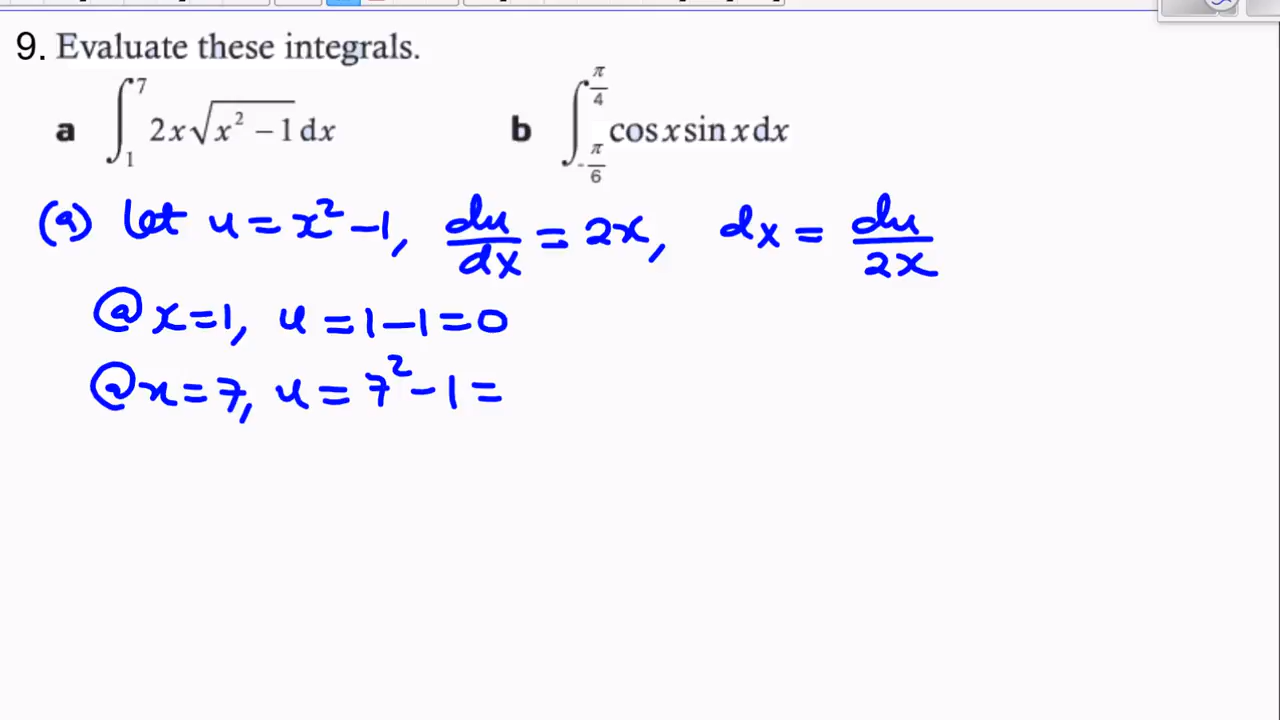 9. Evaluate these integrals.
a ∫₁⁷ 2x√(x² − 1) dx b ∫_{-π/6}^{π/4} cos x sin x dx
(a) let u = x² − 1, du/dx = 2x, dx = du/2x
@ x = 1, u = 1 − 1 = 0
@ x = 7, u = 7² − 1 =